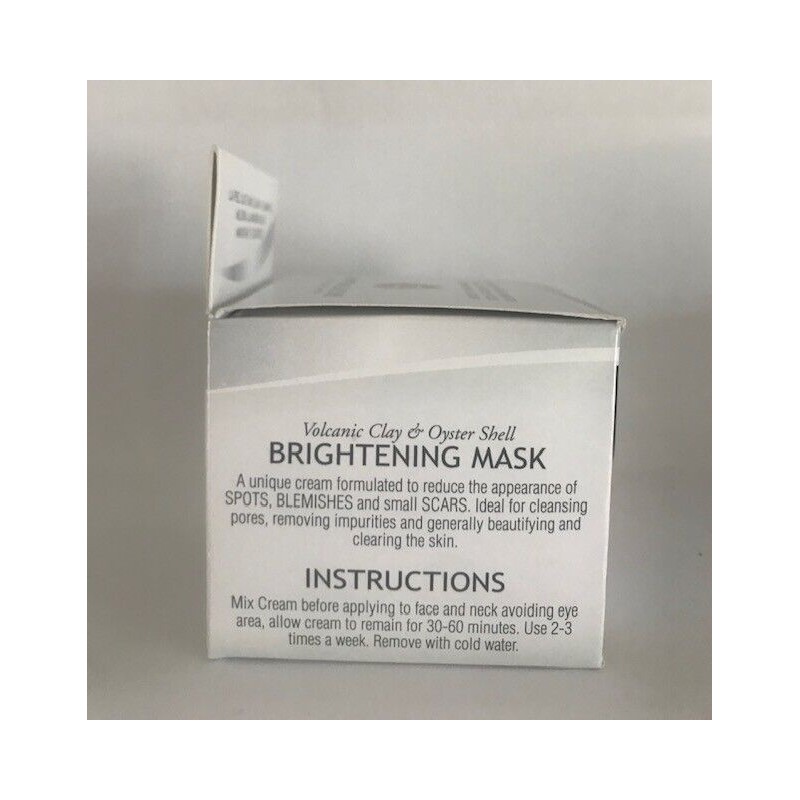 Volcanic Clay & Oyster Shell
BRIGHTENING MASK
A unique cream formulated to reduce the appearance of
SPOTS, BLEMISHES and small SCARS. Ideal for cleansing
pores, removing impurities and generally beautifying and
clearing the skin.
INSTRUCTIONS
Mix Cream before applying to face and neck avoiding eye
area, allow cream to remain for 30-60 minutes. Use 2-3
times a week. Remove with cold water.